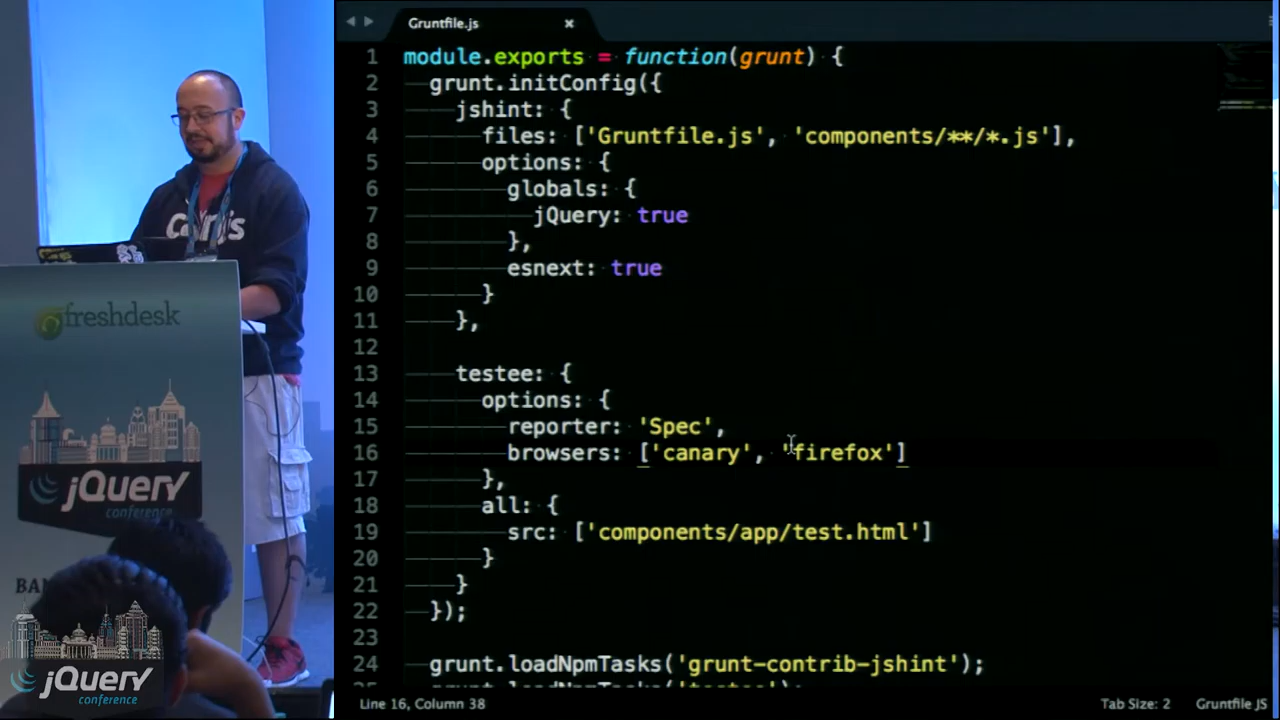 Gruntfile.js
1 module.exports = function(grunt) {
2 grunt.initConfig({
3 jshint: {
4 files: ['Gruntfile.js', 'components/**/*.js'],
5 options: {
6 globals: {
7 jQuery: true
8 },
9 esnext: true
10 }
11 },
12
13 testee: {
14 options: {
15 reporter: 'Spec',
16 browsers: ['canary', 'firefox']
17 },
18 all: {
19 src: ['components/app/test.html']
20 }
21 }
22 });
23
24 grunt.loadNpmTasks('grunt-contrib-jshint');
Line 16, Column 38
Tab Size: 2
Gruntfile JS
freshdesk
jQuery
conference
jQuery
conference